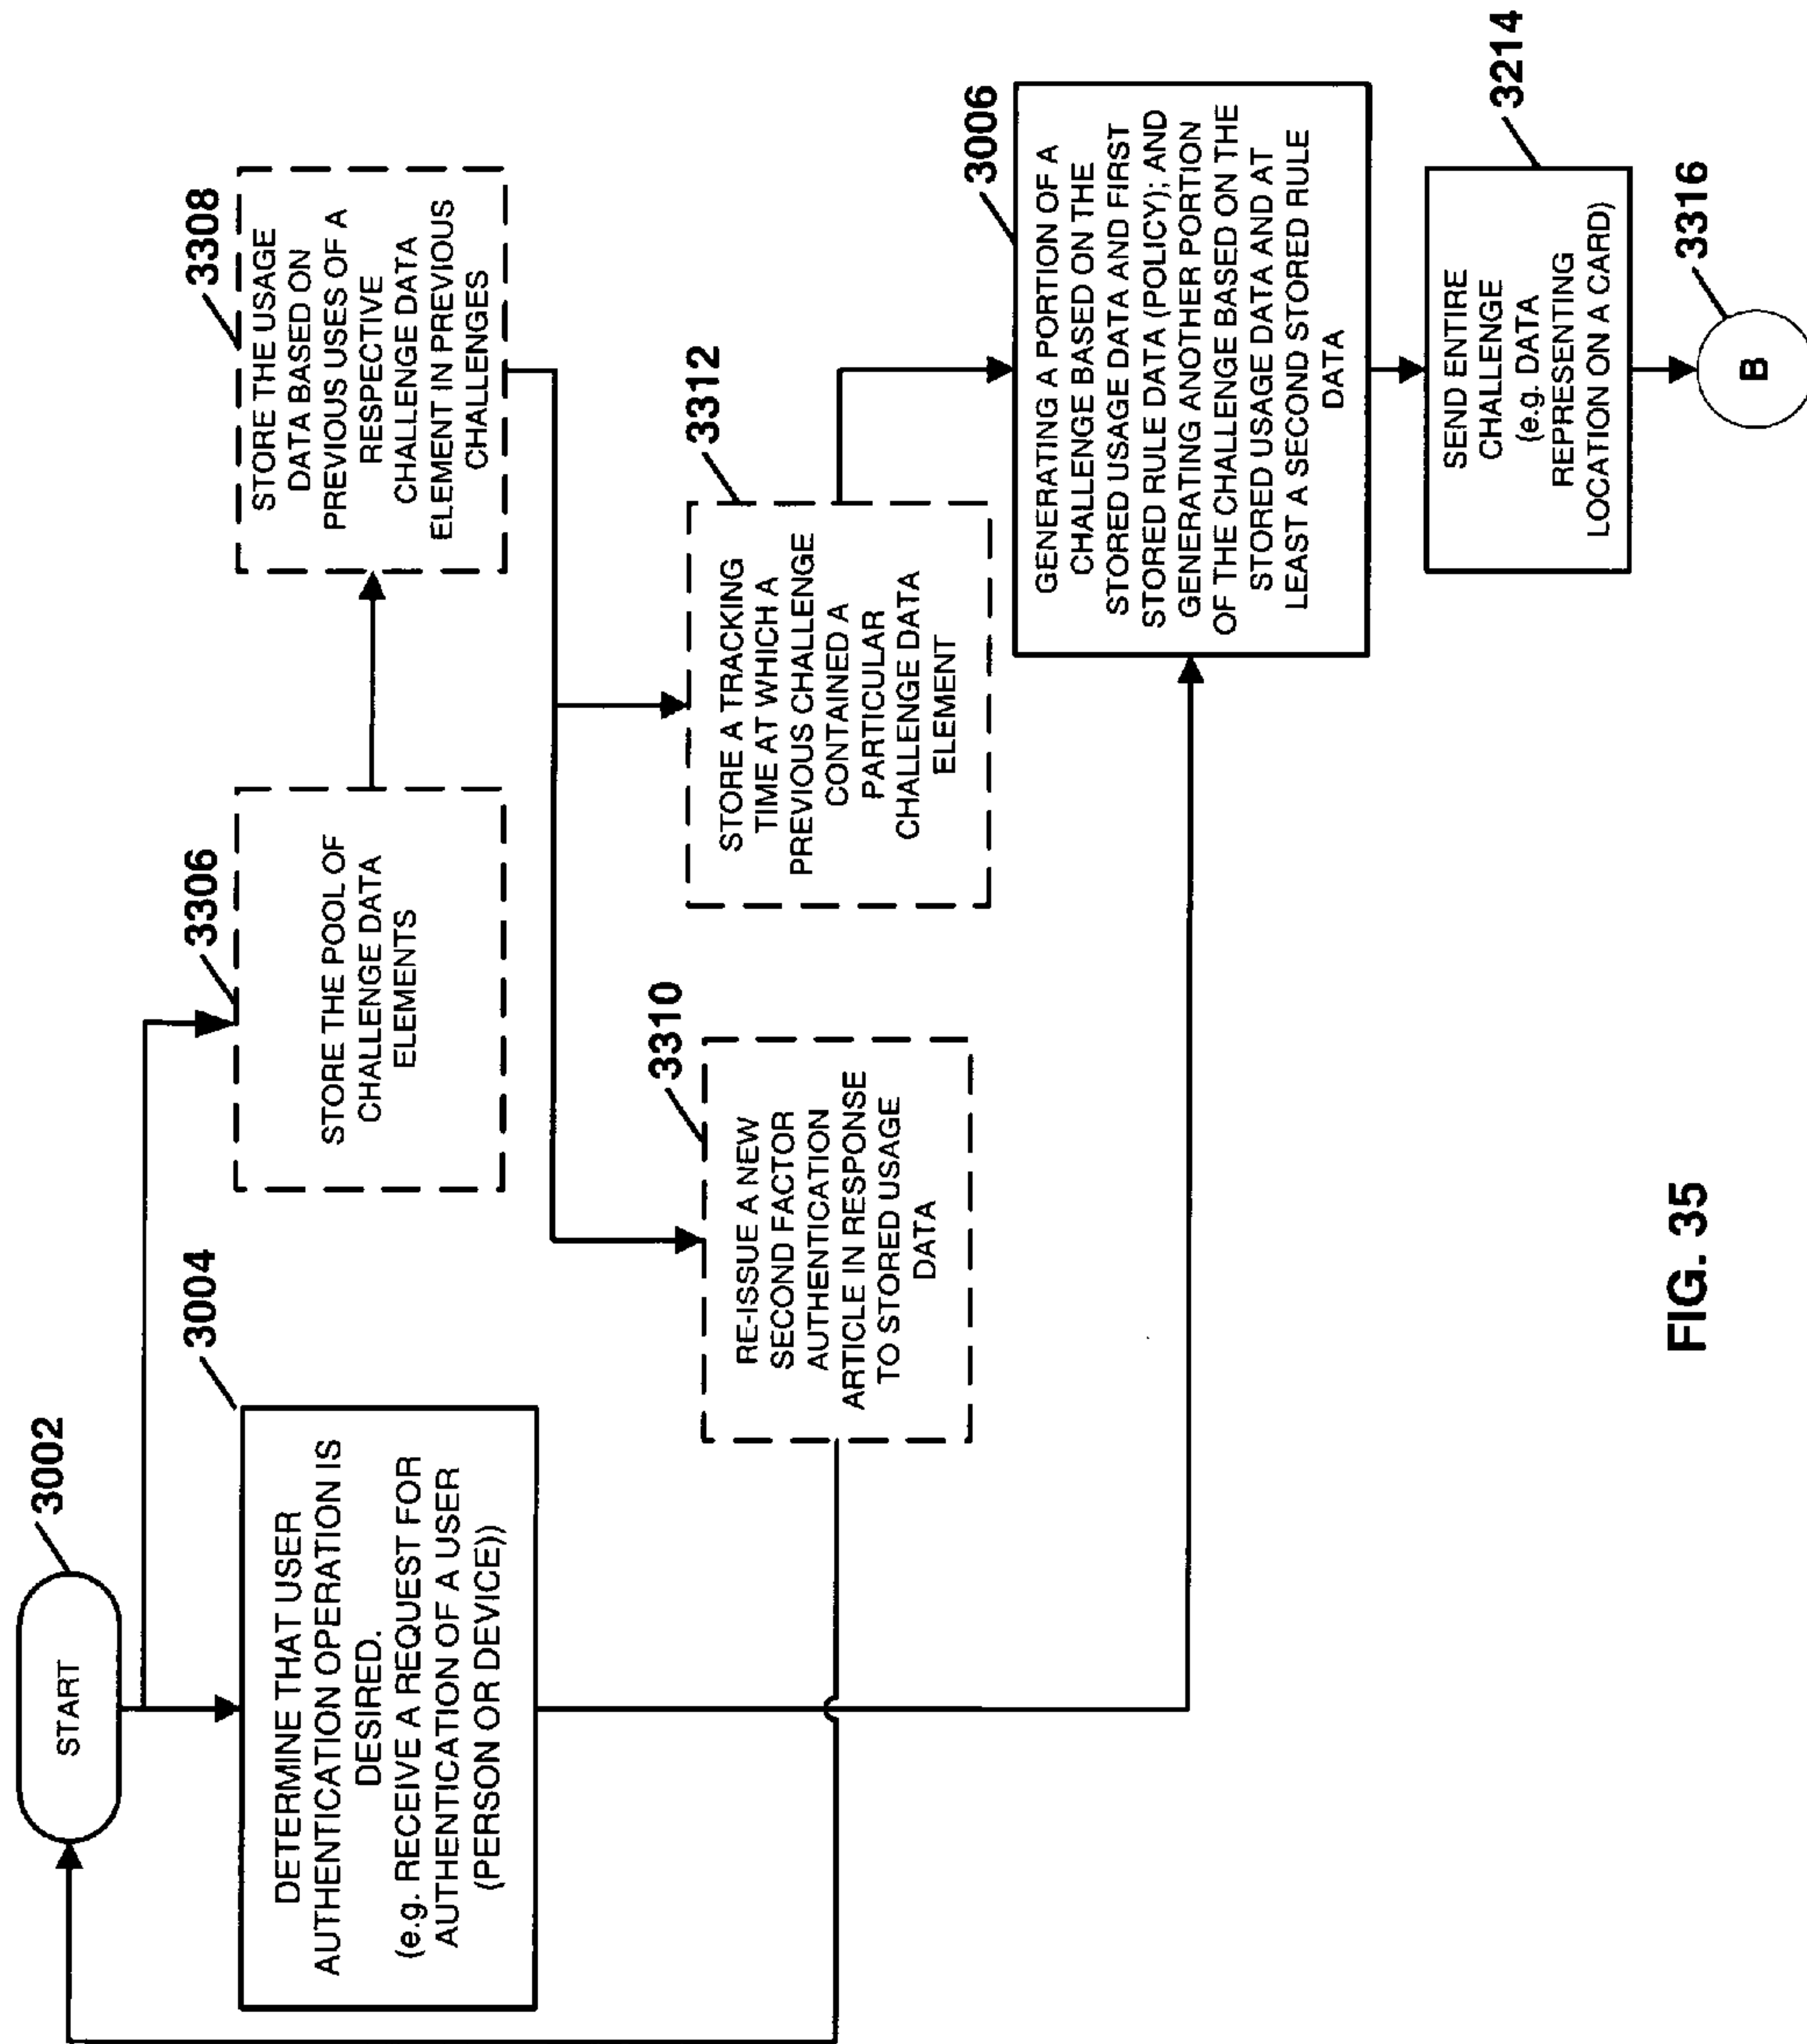 3002
START
3004
DETERMINE THAT USER
AUTHENTICATION OPERATION IS
DESIRED.
(e.g. RECEIVE A REQUEST FOR
AUTHENTICATION OF A USER
(PERSON OR DEVICE))
3306
STORE THE POOL OF
CHALLENGE DATA
ELEMENTS
3308
STORE THE USAGE
DATA BASED ON
PREVIOUS USES OF A
RESPECTIVE
CHALLENGE DATA
ELEMENT IN PREVIOUS
CHALLENGES
3310
RE-ISSUE A NEW
SECOND FACTOR
AUTHENTICATION
ARTICLE IN RESPONSE
TO STORED USAGE
DATA
3312
STORE A TRACKING
TIME AT WHICH A
PREVIOUS CHALLENGE
CONTAINED A
PARTICULAR
CHALLENGE DATA
ELEMENT
3006
GENERATING A PORTION OF A
CHALLENGE BASED ON THE
STORED USAGE DATA AND FIRST
STORED RULE DATA (POLICY); AND
GENERATING ANOTHER PORTION
OF THE CHALLENGE BASED ON THE
STORED USAGE DATA AND AT
LEAST A SECOND STORED RULE
DATA
3214
SEND ENTIRE
CHALLENGE
(e.g. DATA
REPRESENTING
LOCATION ON A CARD)
3316
B
FIG. 35